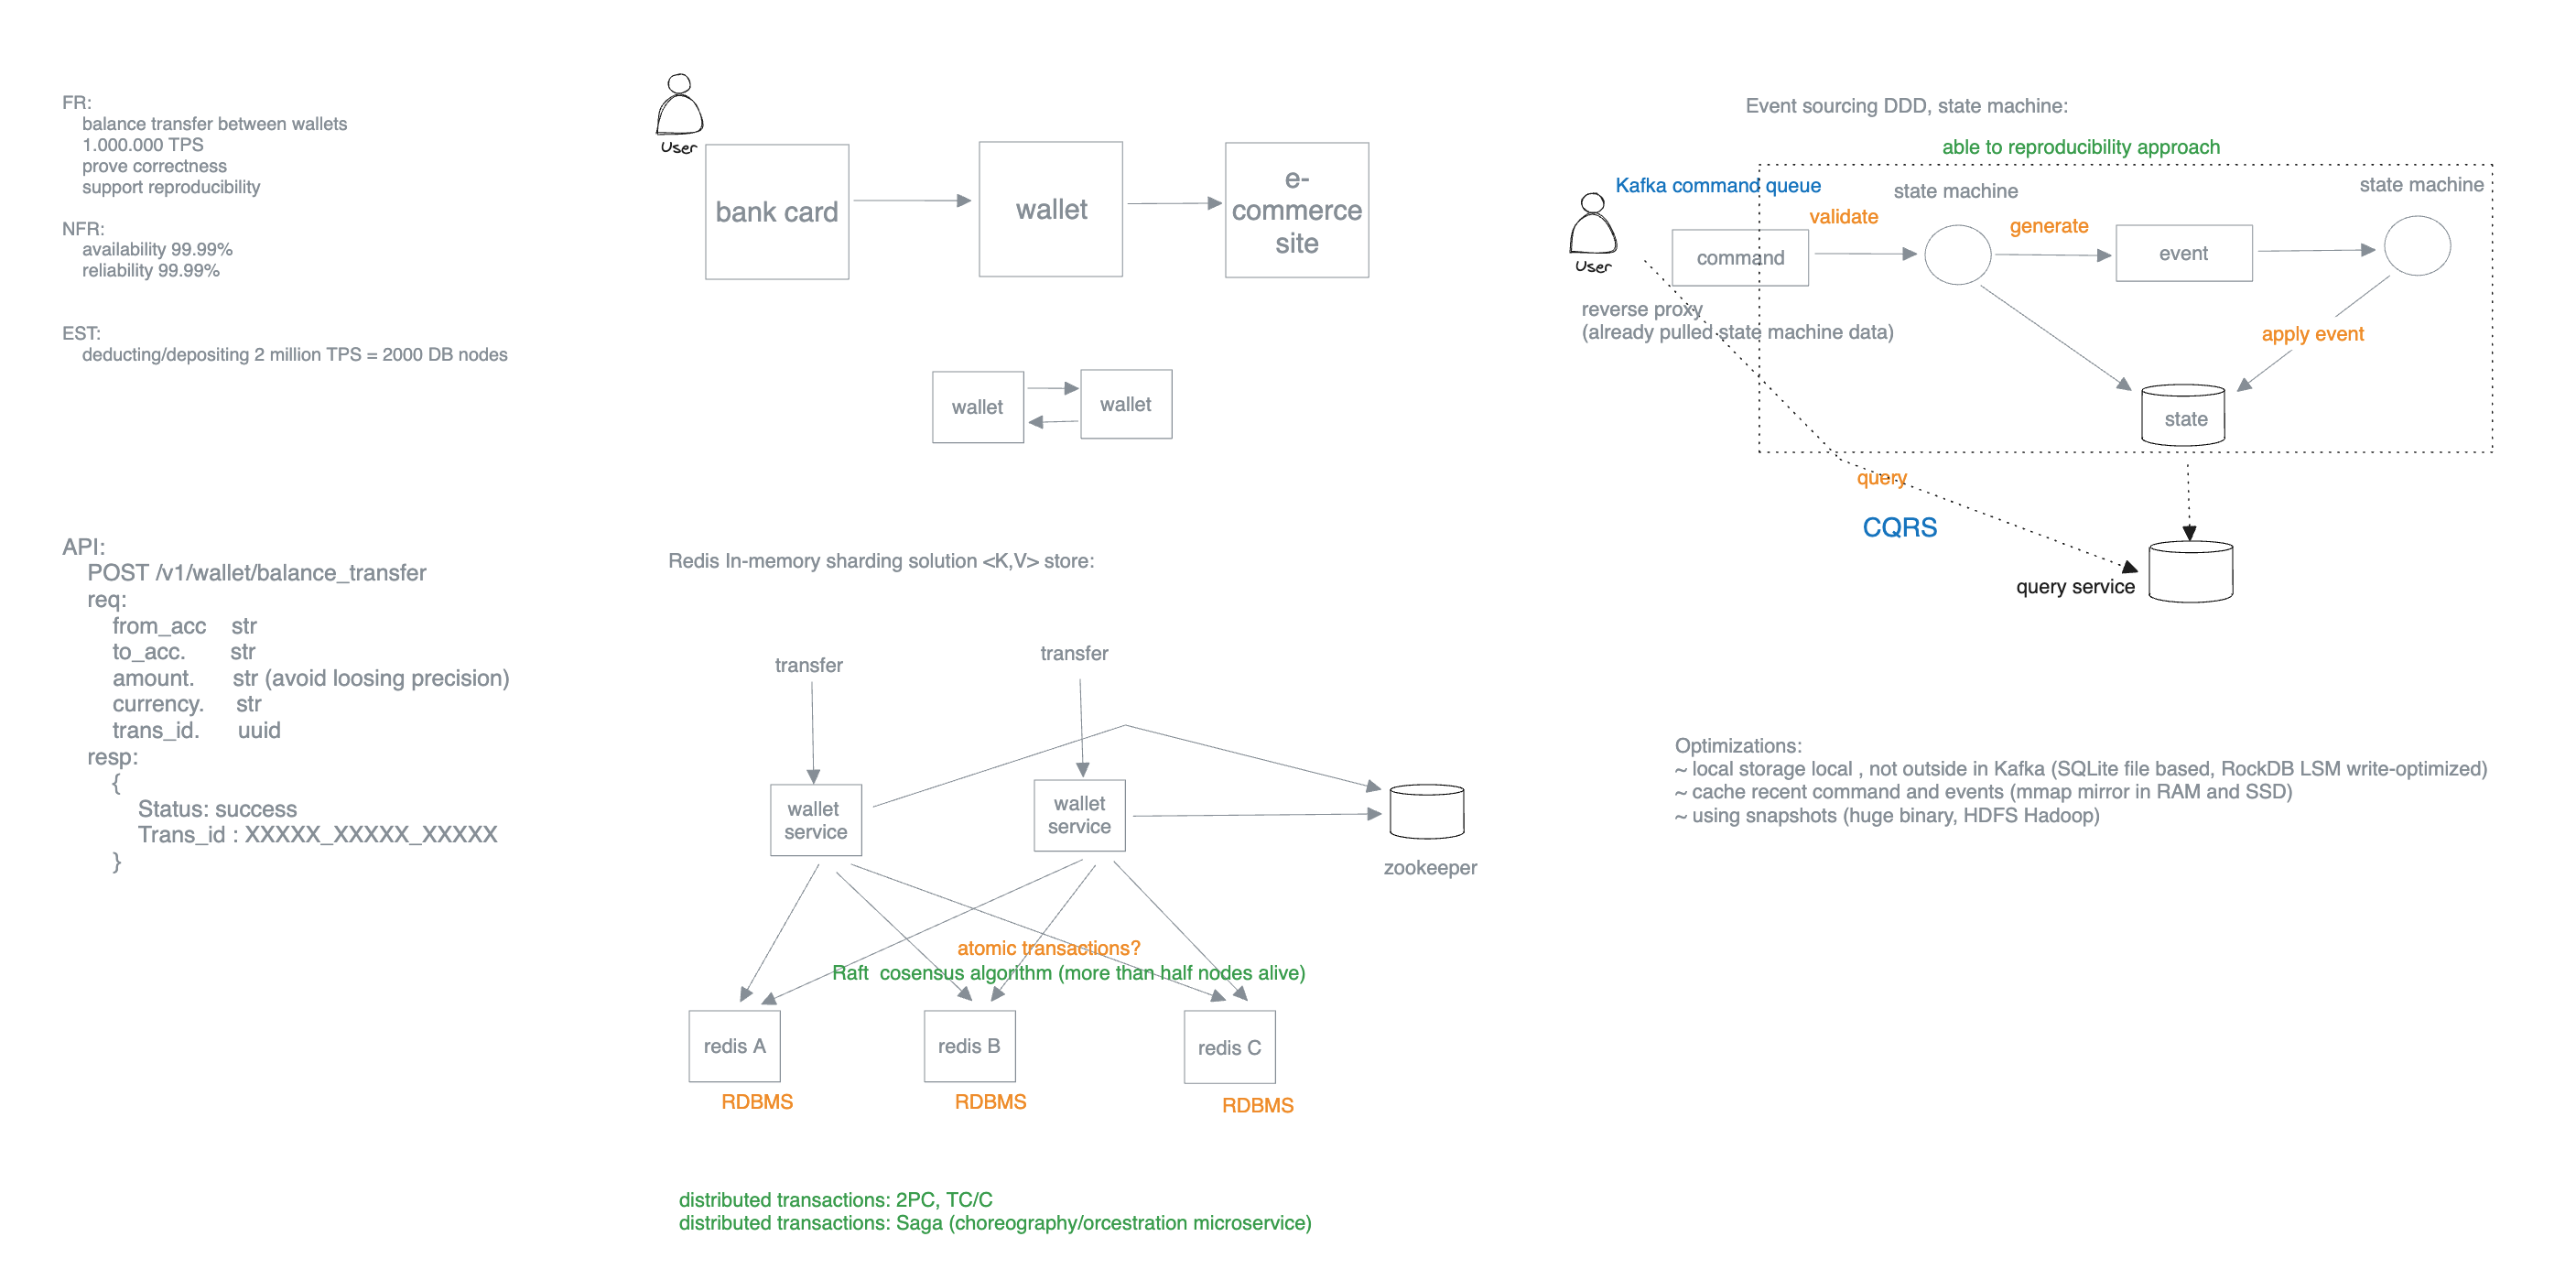 FR:
balance transfer between wallets
1.000.000 TPS
prove correctness
support reproducibility
NFR:
availability 99.99%
reliability 99.99%
EST:
deducting/depositing 2 million TPS = 2000 DB nodes
API:
POST /v1/wallet/balance_transfer
req:
from_acc str
to_acc. str
amount. str (avoid loosing precision)
currency. str
trans_id. uuid
resp:
{
Status: success
Trans_id : XXXXX_XXXXX_XXXXX
}
User
bank card
wallet
e-
commerce
site
wallet
wallet
Redis In-memory sharding solution <K,V> store:
transfer
transfer
wallet
service
wallet
service
zookeeper
atomic transactions?
Raft cosensus algorithm (more than half nodes alive)
redis A
redis B
redis C
RDBMS
RDBMS
RDBMS
distributed transactions: 2PC, TC/C
distributed transactions: Saga (choreography/orcestration microservice)
Event sourcing DDD, state machine:
able to reproducibility approach
Kafka command queue
state machine
state machine
validate
generate
User
command
event
reverse proxy
(already pulled state machine data)
apply event
state
query
CQRS
query service
Optimizations:
~ local storage local , not outside in Kafka (SQLite file based, RockDB LSM write-optimized)
~ cache recent command and events (mmap mirror in RAM and SSD)
~ using snapshots (huge binary, HDFS Hadoop)